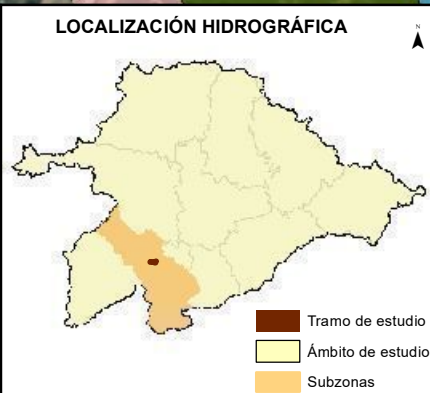 LOCALIZACIÓN HIDROGRÁFICA
N
Tramo de estudio
Ámbito de estudio
Subzonas